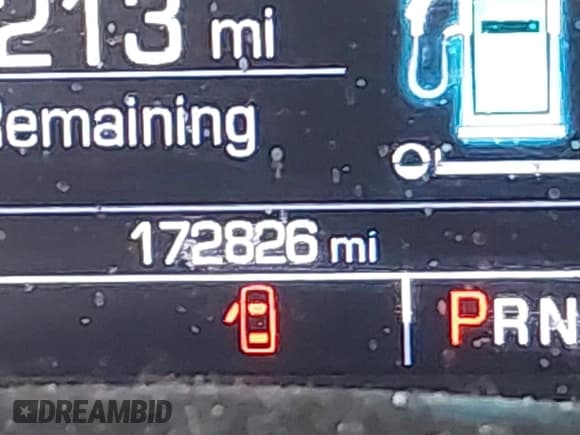 213 mi
Remaining
172826 mi
PRN
DREAMBID